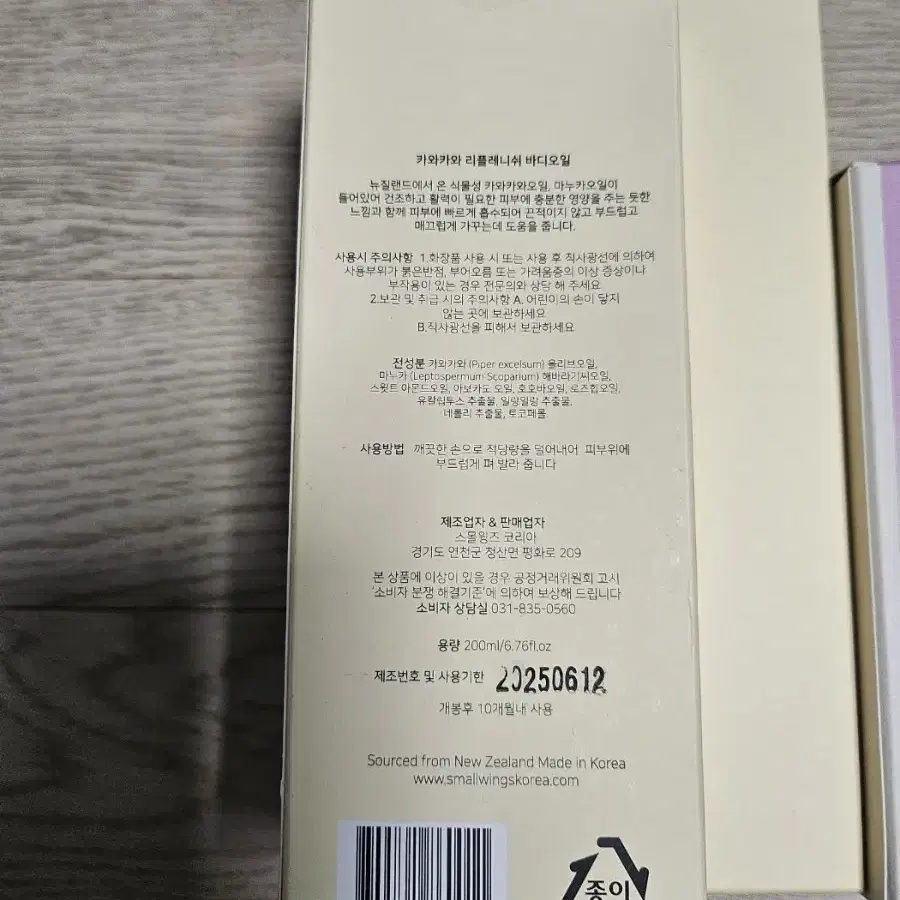 카와카와 리플레니쉬 바디오일
뉴질랜드에서 온 식물성 카와카와오일, 마누카오일이
들어있어 건조하고 활력이 필요한 피부에 충분한 영양을 주는 듯한
느낌과 함께 피부에 빠르게 흡수되어 끈적이지 않고 부드럽고
매끄럽게 가꾸는데 도움을 줍니다.
사용시 주의사항 1.화장품 사용 시 또는 사용 후 직사광선에 의하여
사용부위가 붉은반점, 부어오름 또는 가려움증의 이상 증상이나
부작용이 있는 경우 전문의와 상담 해 주세요
2.보관 및 취급 시의 주의사항 A. 어린이의 손이 닿지
않는 곳에 보관하세요
B.직사광선을 피해서 보관하세요
전성분 카와카와 (Piper excelsum) 올리브오일,
마누카 (Leptospermum Scoparium) 해바라기씨오일,
스윗트 아몬드오일, 아보카도 오일, 호호바오일, 로즈힙오일,
유칼립투스 추출물, 일랑일랑 추출물,
네롤리 추출물, 토코페롤
사용방법 깨끗한 손으로 적당량을 덜어내어 피부위에
부드럽게 펴 발라 줍니다
제조업자 & 판매업자
스몰윙즈 코리아
경기도 연천군 청산면 평화로 209
본 상품에 이상이 있을 경우 공정거래위원회 고시
'소비자 분쟁 해결기준'에 의하여 보상해 드립니다
소비자 상담실 031-835-0560
용량 200ml/6.76fl.oz
제조번호 및 사용기한 20250612
개봉후 10개월내 사용
Sourced from New Zealand Made in Korea
www.smallwingskorea.com
종이